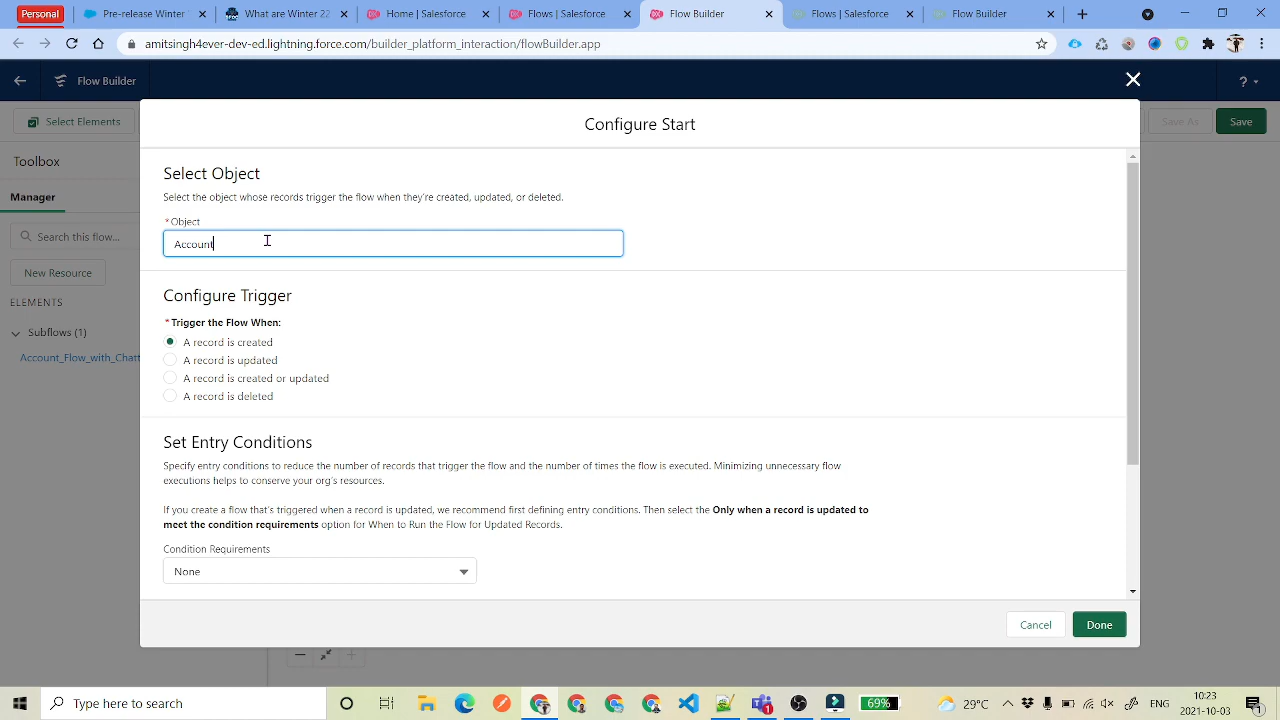 Personal
Pre-release Winter
What are Winter 22
Home | Salesforce
Flows | Salesforce
Flow Builder
Flows | Salesforce
Flow Builder
amitsingh4ever-dev-ed.lightning.force.com/builder_platform_interaction/flowBuilder.app
Flow Builder
?
Select Elements
Configure Start
Save As
Save
Toolbox
Manager
Search this flow...
New Resource
ELEMENTS
Subflows (1)
Account_Flow_with_Chatt
Select Object
Select the object whose records trigger the flow when they're created, updated, or deleted.
*Object
Account
Configure Trigger
*Trigger the Flow When:
A record is created
A record is updated
A record is created or updated
A record is deleted
Set Entry Conditions
Specify entry conditions to reduce the number of records that trigger the flow and the number of times the flow is executed. Minimizing unnecessary flow
executions helps to conserve your org's resources.
If you create a flow that's triggered when a record is updated, we recommend first defining entry conditions. Then select the Only when a record is updated to
meet the condition requirements option for When to Run the Flow for Updated Records.
Condition Requirements
None
Cancel
Done
Type here to search
69%
29°C
ENG
10:23
2021-10-03